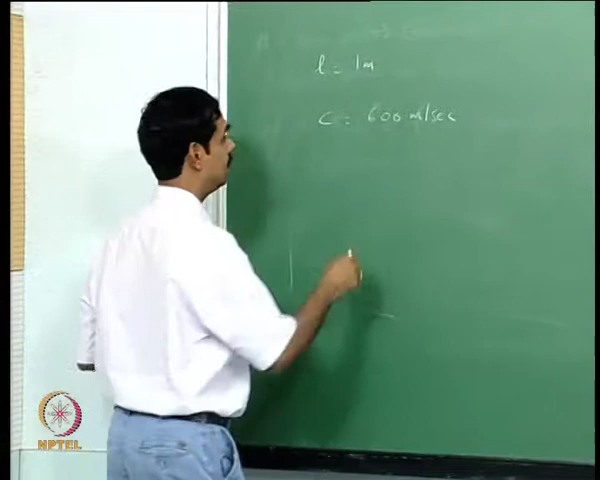 l = 1m
c = 600 m/sec
NPTEL